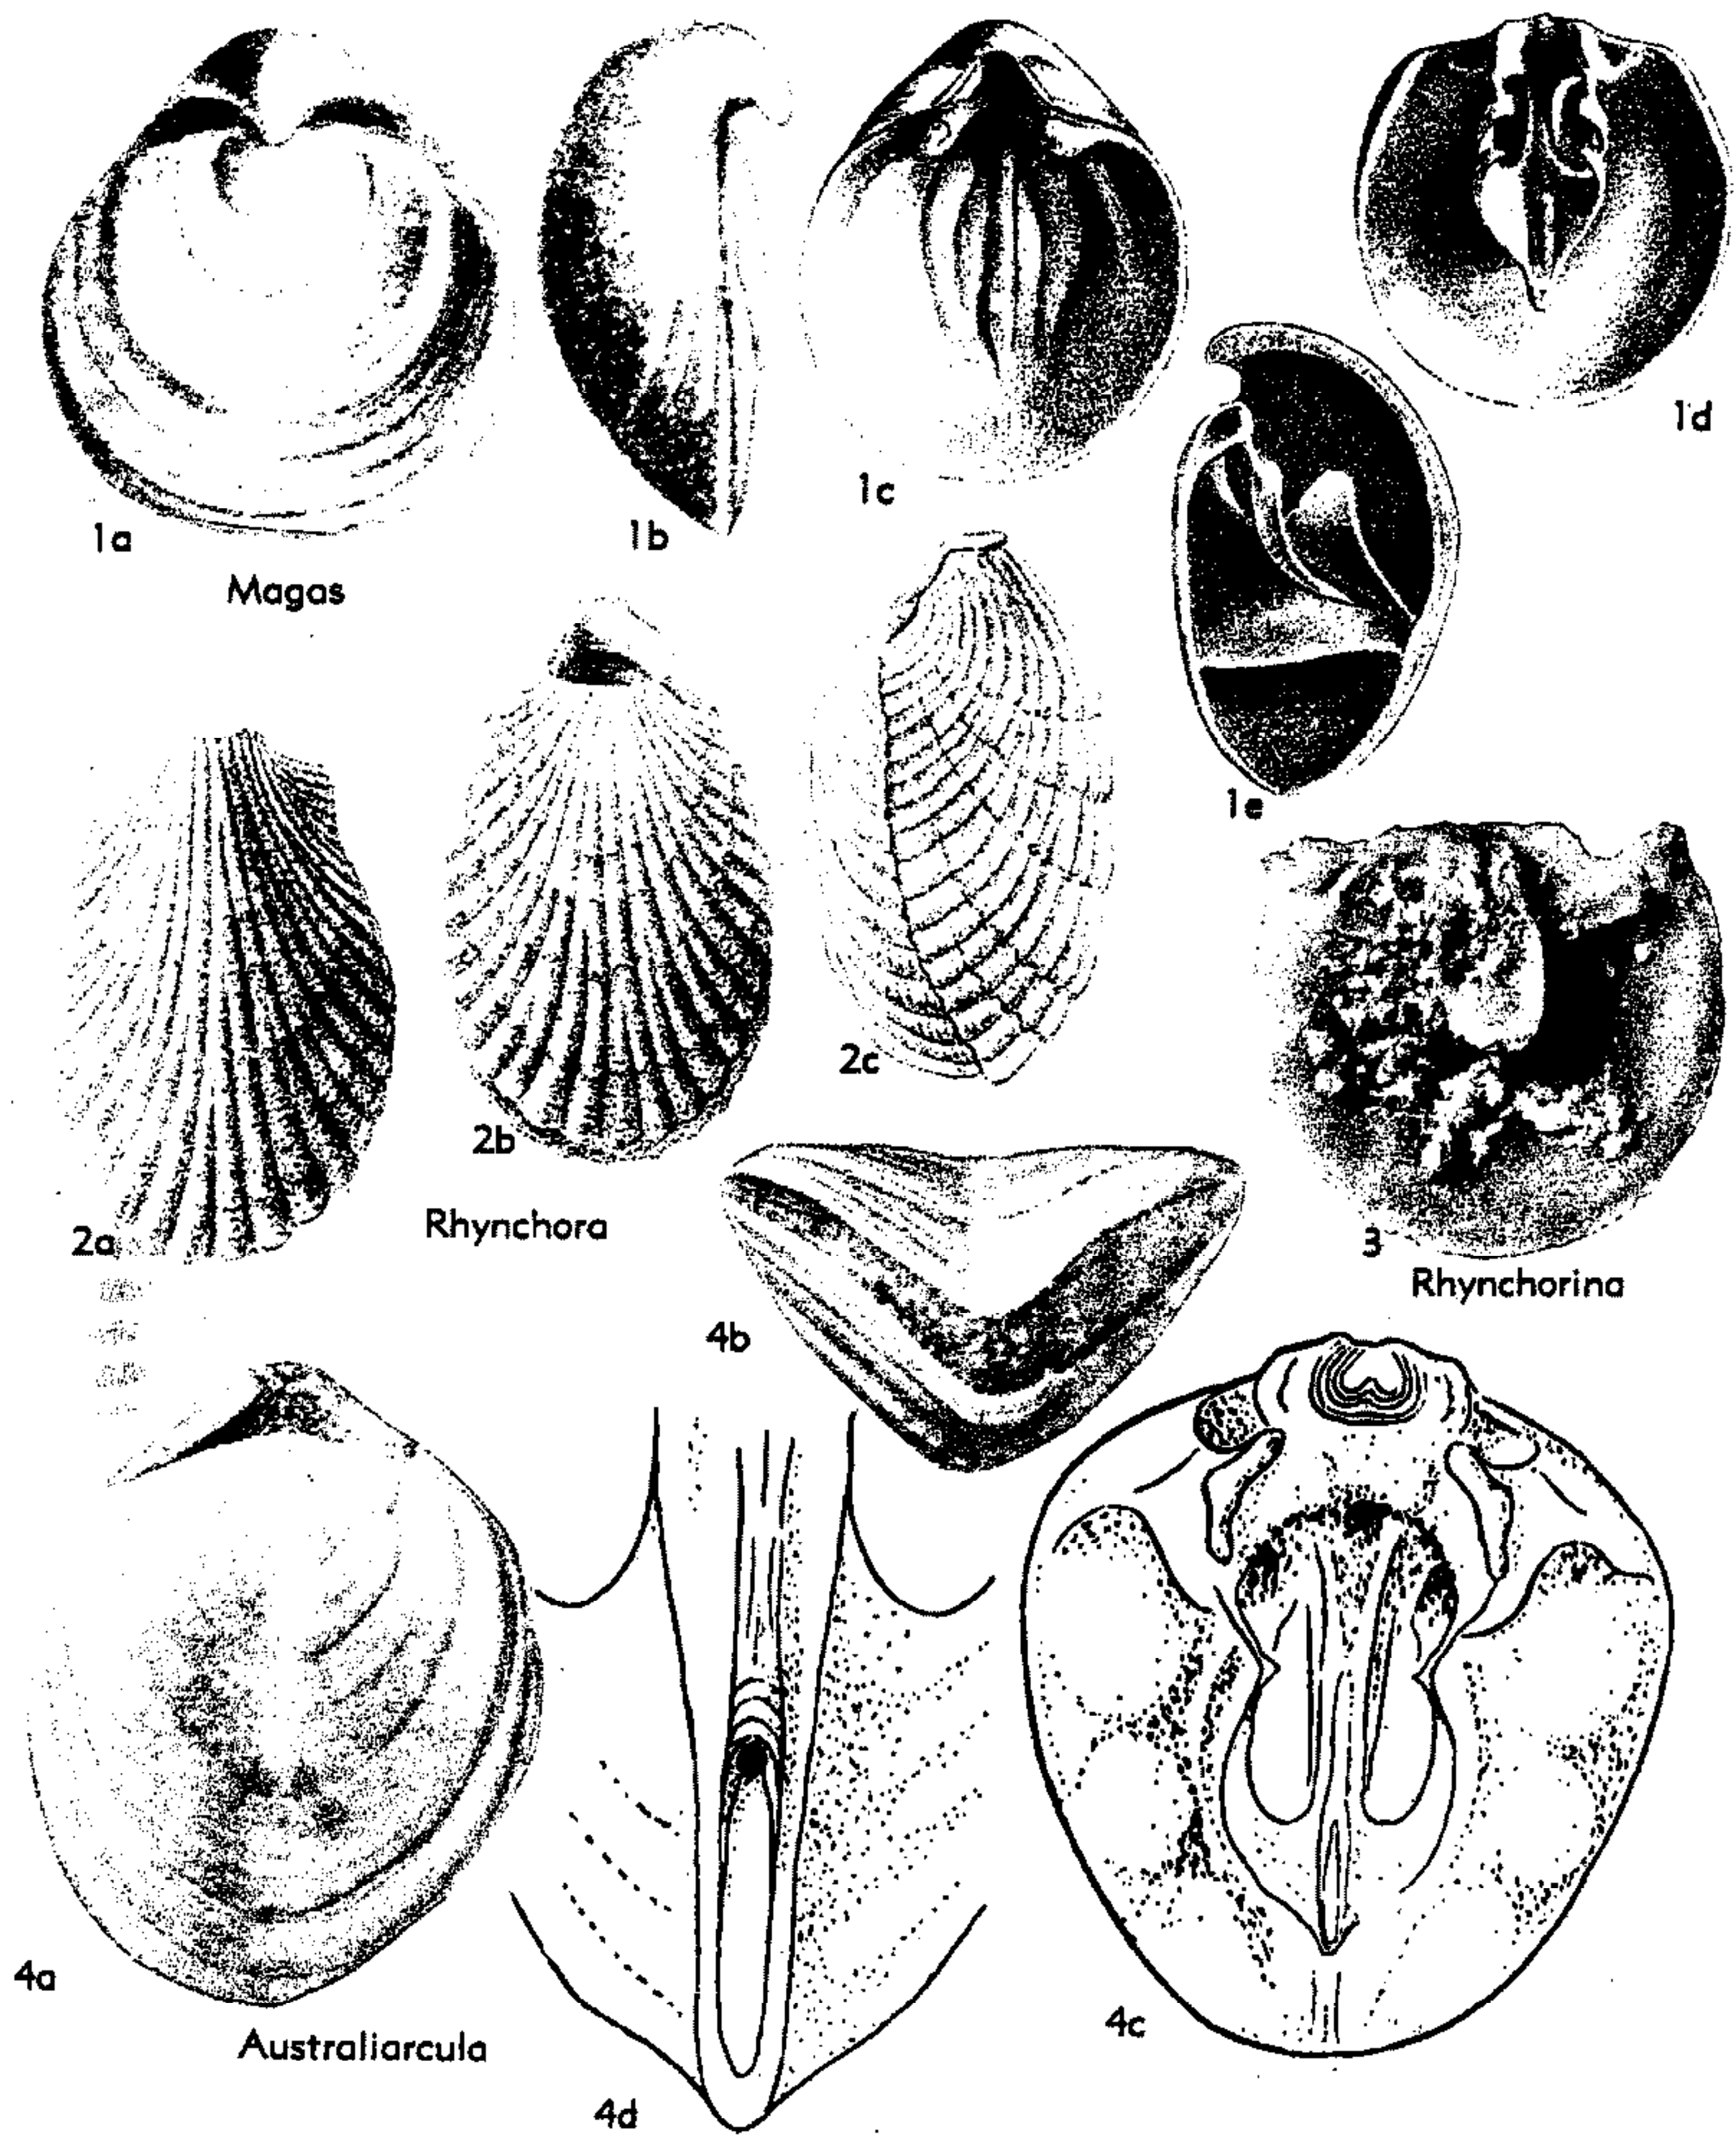 1d
1c
1a
1b
Magas
1e
2c
2b
Rhynchora
2a
3
Rhynchorina
4b
4a
4c
Australiarcula
4d